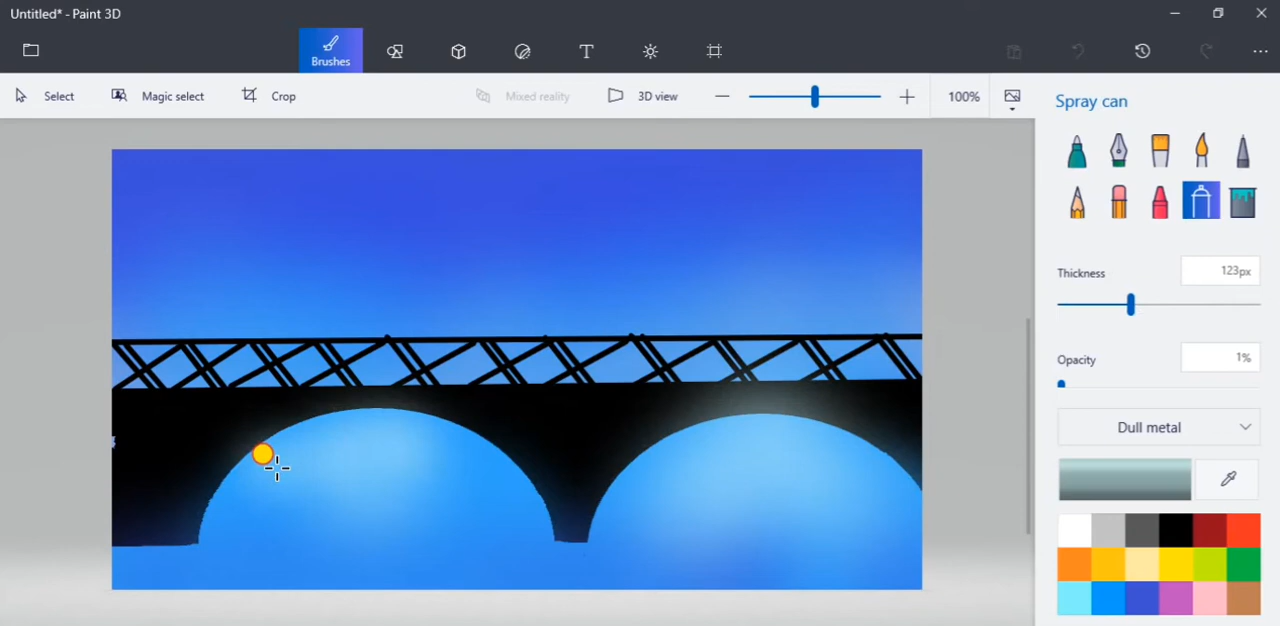 Untitled* - Paint 3D
Brushes
Select
Magic select
Crop
Mixed reality
3D view
100%
Spray can
Thickness
123px
Opacity
1%
Dull metal